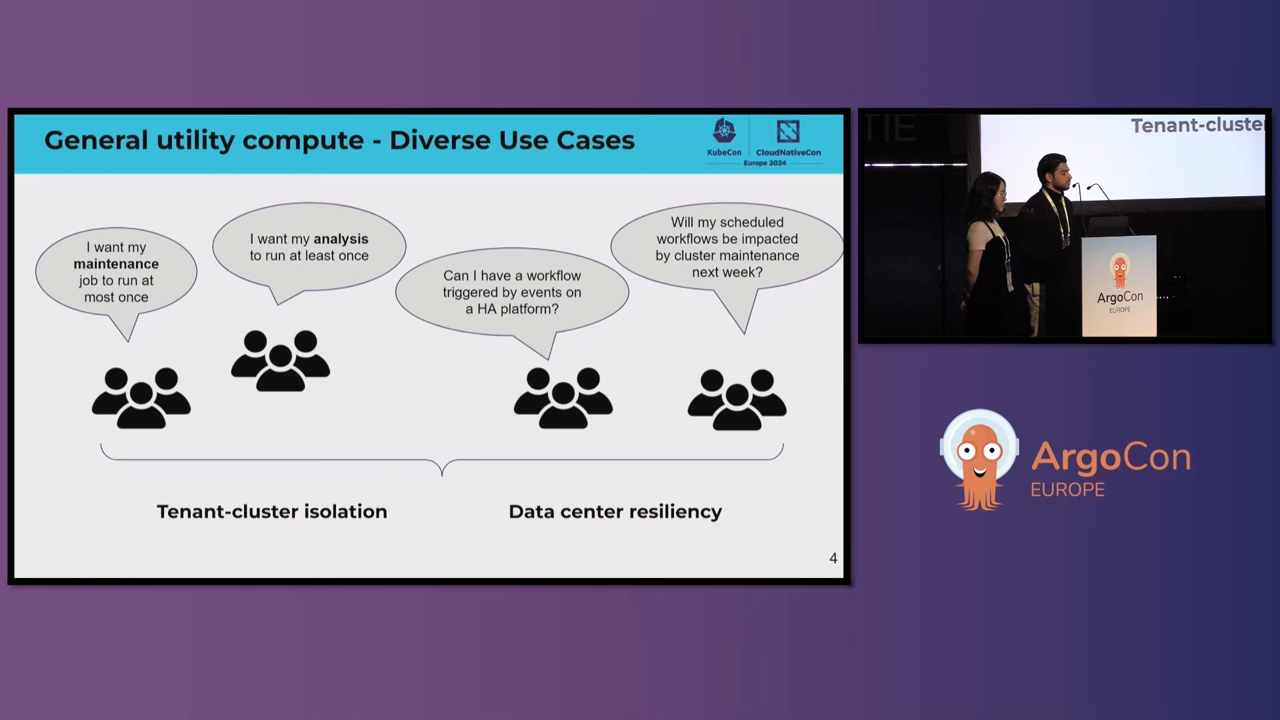 General utility compute - Diverse Use Cases
KubeCon
CloudNativeCon
Europe 2024
I want my
maintenance
job to run at
most once
I want my analysis
to run at least once
Can I have a workflow
triggered by events on
a HA platform?
Will my scheduled
workflows be impacted
by cluster maintenance
next week?
Tenant-cluster isolation
Data center resiliency
4
TIE
Tenant-cluster
ArgoCon
EUROPE
ArgoCon
EUROPE